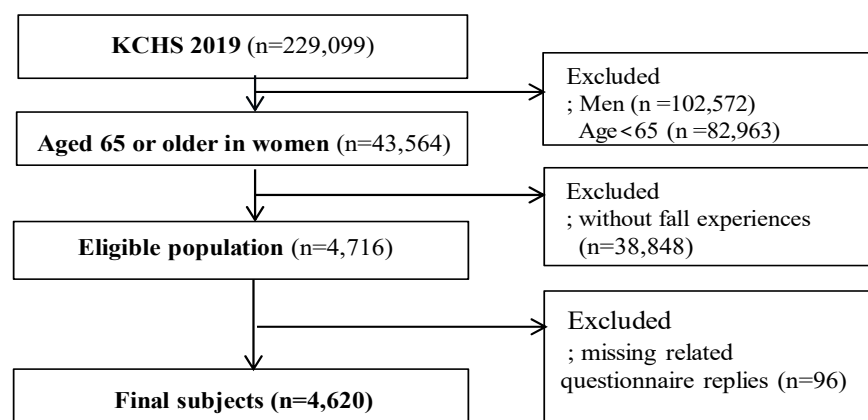 KCHS 2019 (n=229,099)
Excluded
; Men (n =102,572)
Age<65 (n =82,963)
Aged 65 or older in women (n=43,564)
Excluded
; without fall experiences
(n=38,848)
Eligible population (n=4,716)
Excluded
; missing related
questionnaire replies (n=96)
Final subjects (n=4,620)